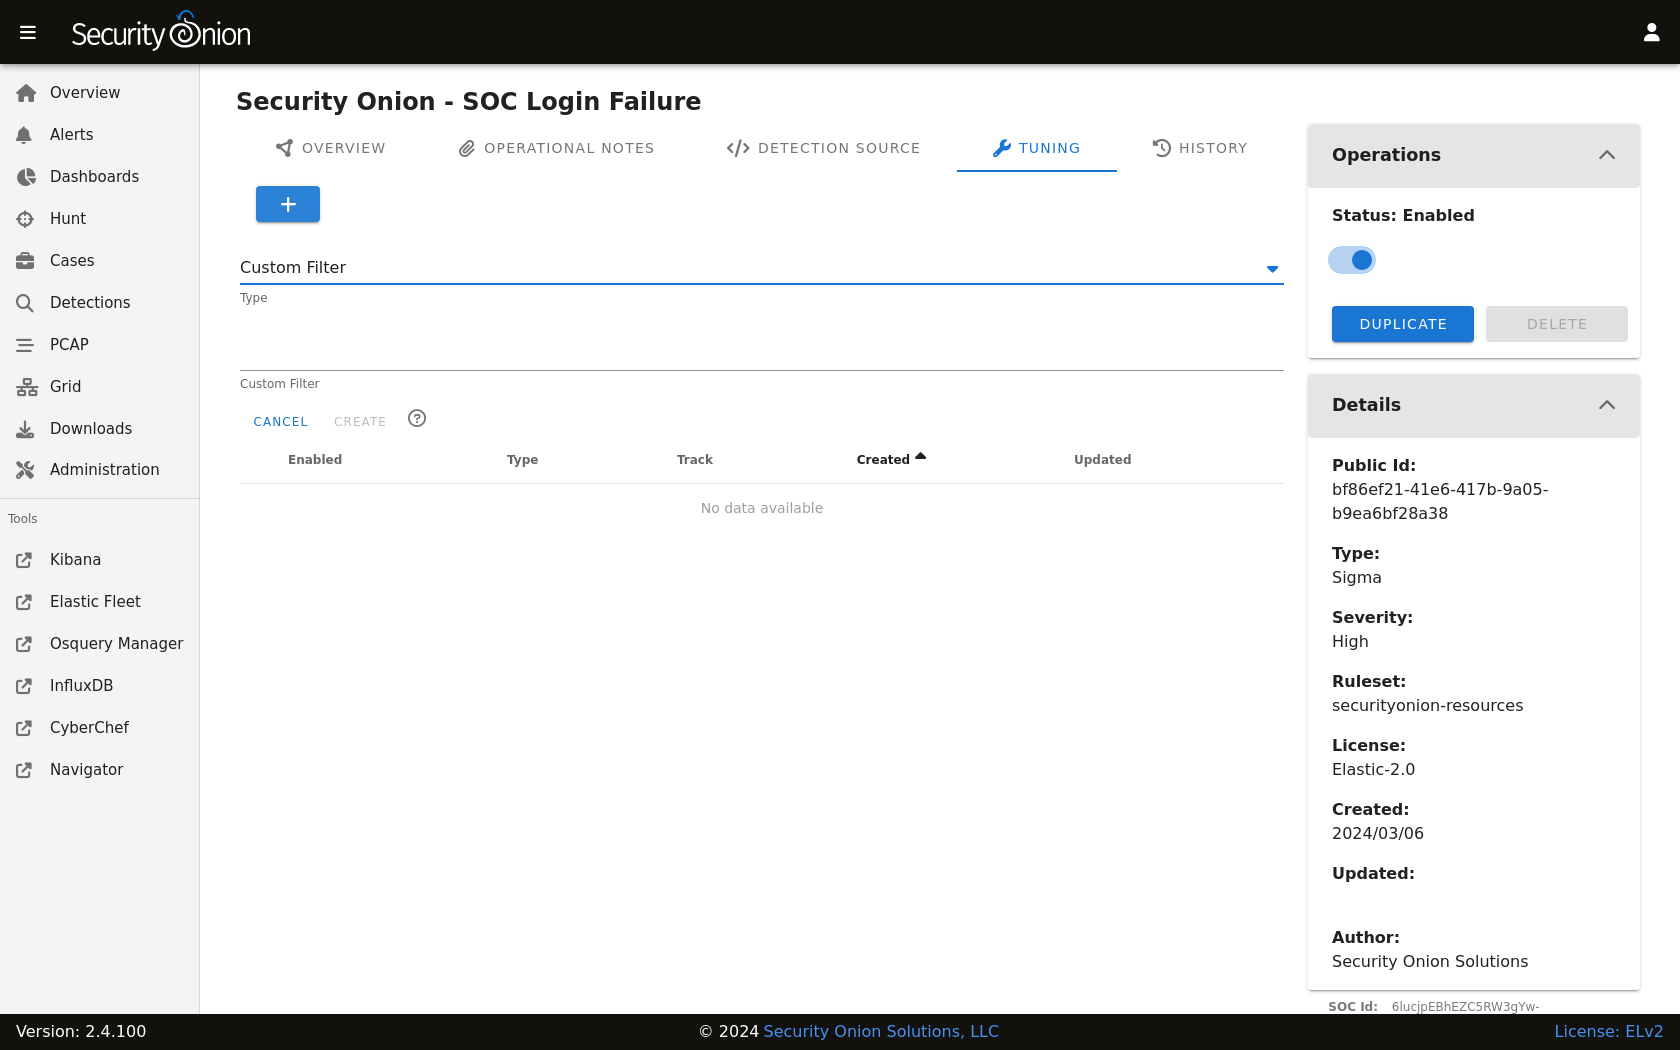 Security Onion
Overview
Alerts
Dashboards
Hunt
Cases
Detections
PCAP
Grid
Downloads
Administration
Tools
Kibana
Elastic Fleet
Osquery Manager
InfluxDB
CyberChef
Navigator
Security Onion - SOC Login Failure
OVERVIEW
OPERATIONAL NOTES
DETECTION SOURCE
TUNING
HISTORY
Custom Filter
Type
Custom Filter
CANCEL CREATE
Enabled Type Track Created Updated
No data available
Operations
Status: Enabled
DUPLICATE DELETE
Details
Public Id:
bf86ef21-41e6-417b-9a05-
b9ea6bf28a38
Type:
Sigma
Severity:
High
Ruleset:
securityonion-resources
License:
Elastic-2.0
Created:
2024/03/06
Updated:
Author:
Security Onion Solutions
SOC Id: 6lucjpEBhEZC5RW3gYw-
Version: 2.4.100
© 2024 Security Onion Solutions, LLC
License: ELv2